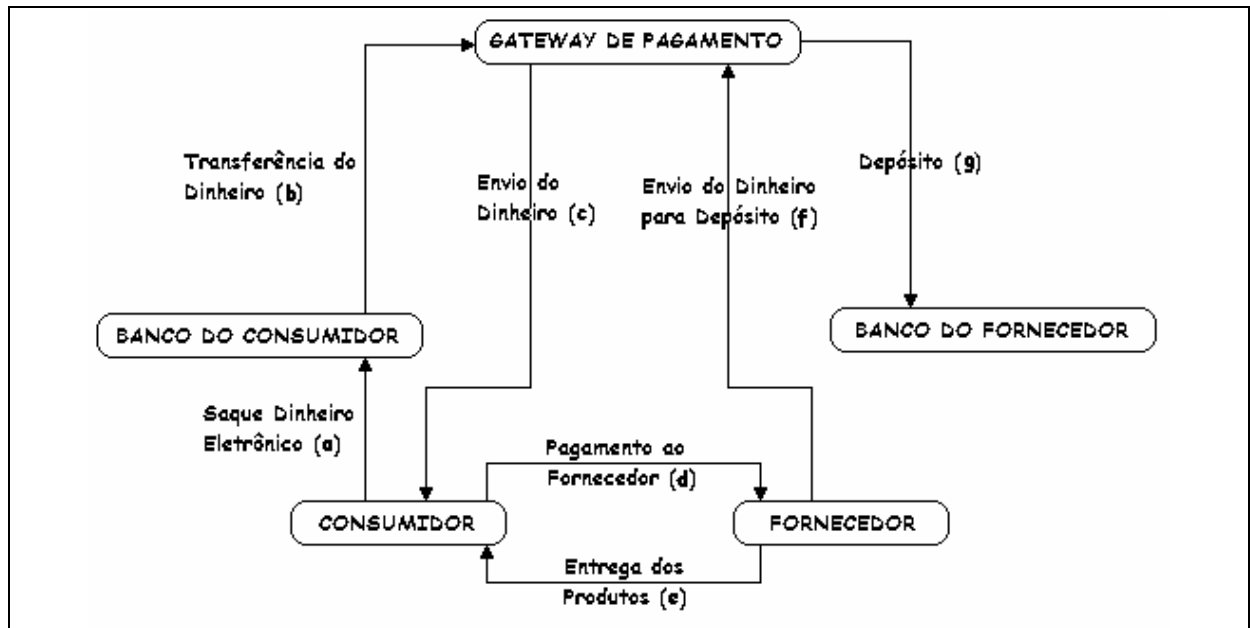 GATEWAY DE PAGAMENTO
Transferência do
Dinheiro (b)
Envio do
Dinheiro (c)
Envio do Dinheiro
para Depósito (f)
Depósito (g)
BANCO DO CONSUMIDOR
BANCO DO FORNECEDOR
Saque Dinheiro
Eletrônico (a)
Pagamento ao
Fornecedor (d)
CONSUMIDOR
FORNECEDOR
Entrega dos
Produtos (e)